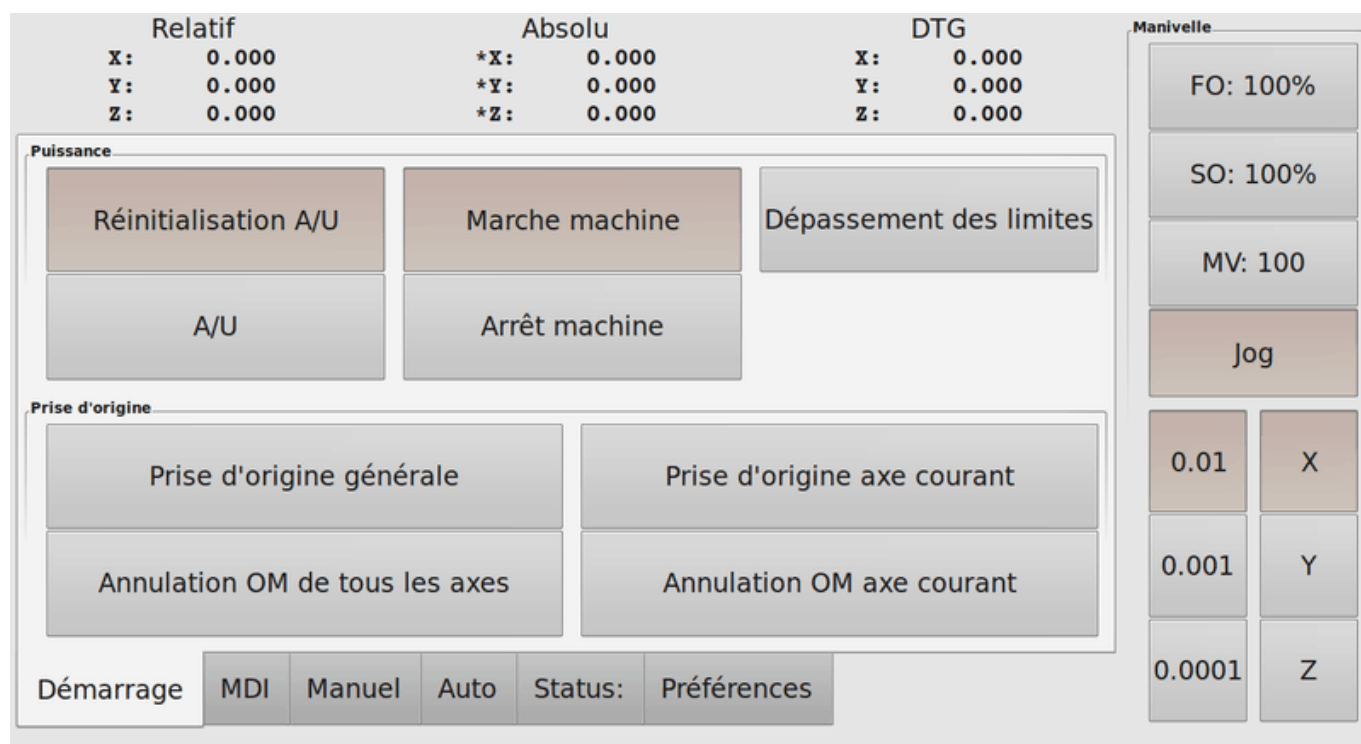 Relatif Absolu DTG
X: 0.000 *X: 0.000 X: 0.000
Y: 0.000 *Y: 0.000 Y: 0.000
Z: 0.000 *Z: 0.000 Z: 0.000
Puissance
Réinitialisation A/U Marche machine Dépassement des limites
A/U Arrêt machine
Prise d'origine
Prise d'origine générale Prise d'origine axe courant
Annulation OM de tous les axes Annulation OM axe courant
Démarrage MDI Manuel Auto Status: Préférences
Manivelle
FO: 100%
SO: 100%
MV: 100
Jog
0.01 X
0.001 Y
0.0001 Z